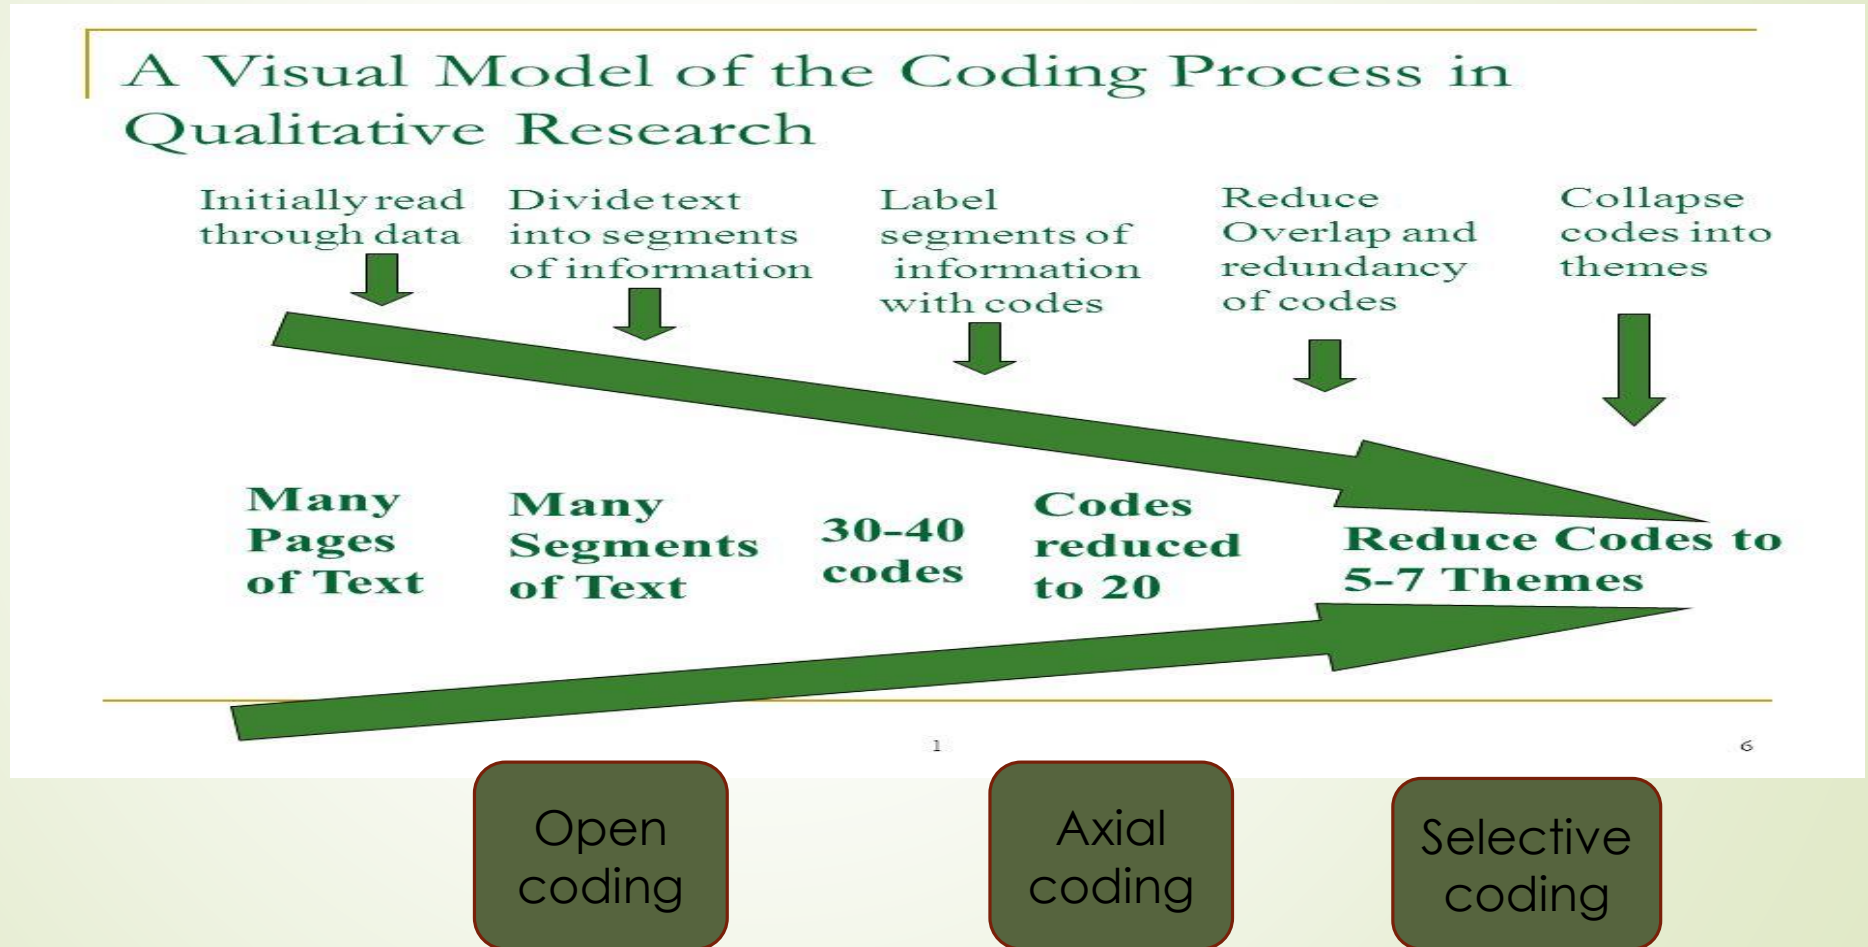 A Visual Model of the Coding Process in
Qualitative Research
Initially read
through data
Divide text
into segments
of information
Label
segments of
information
with codes
Reduce
Overlap and
redundancy
of codes
Collapse
codes into
themes
Many
Pages
of Text
Many
Segments
of Text
30-40
codes
Codes
reduced
to 20
Reduce Codes to
5-7 Themes
1
6
Open
coding
Axial
coding
Selective
coding